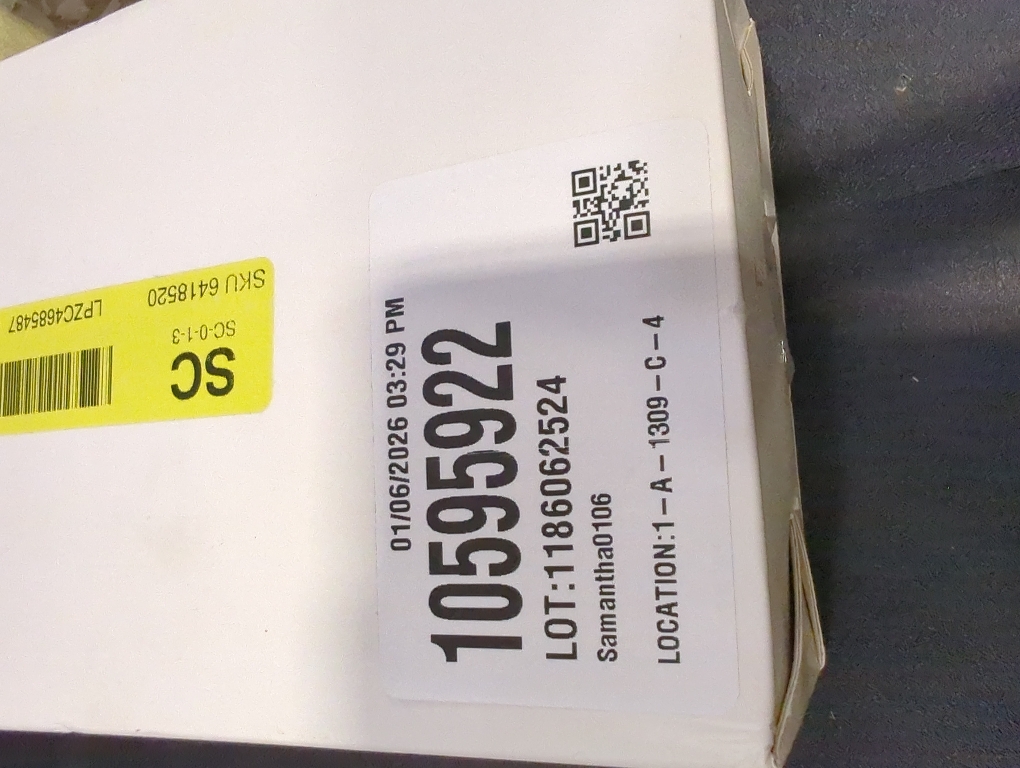 01/06/2026 03:29 PM
10595922
LOT:1186062524
Samantha0106
LOCATION:1-A-1309-C-4
SC
SC-0-1-3
SKU 6418520
LPZC4685487